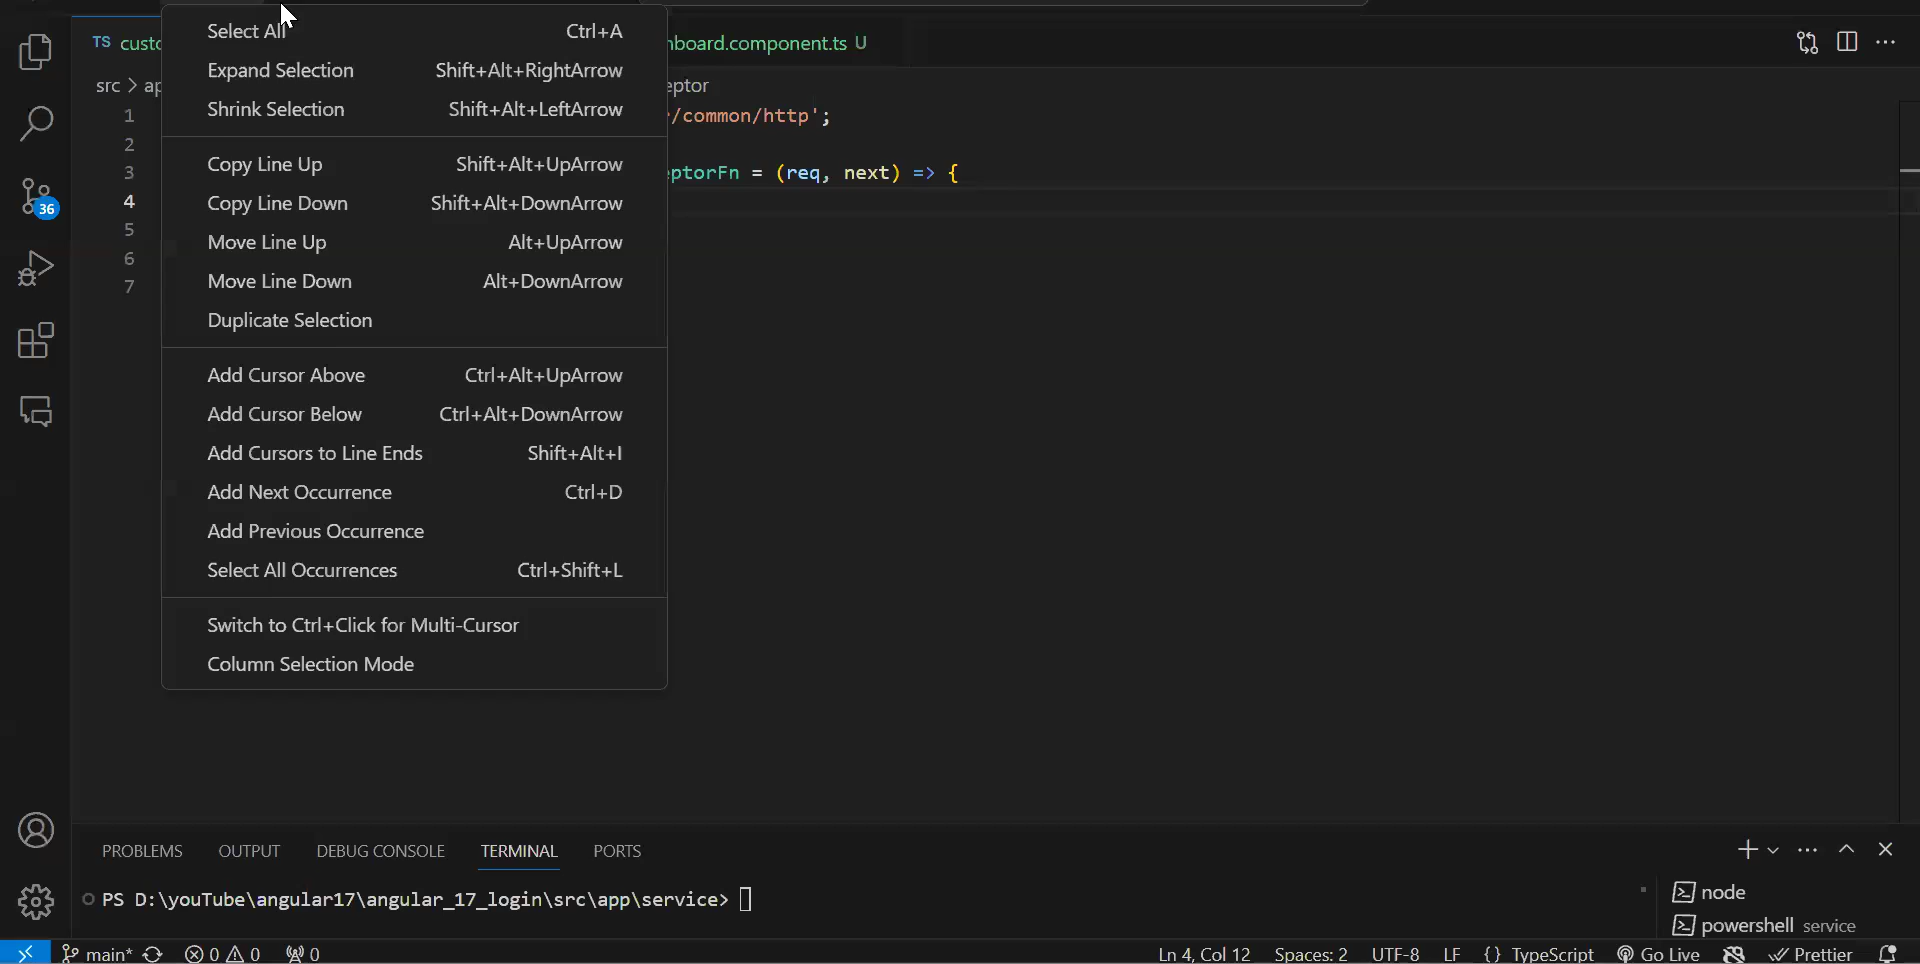 TS custo
board.component.ts U
src > ap
eptor
1
/common/http';
2
3
eptorFn = (req, next) => {
4
5
6
7
Select All Ctrl+A
Expand Selection Shift+Alt+RightArrow
Shrink Selection Shift+Alt+LeftArrow
Copy Line Up Shift+Alt+UpArrow
Copy Line Down Shift+Alt+DownArrow
Move Line Up Alt+UpArrow
Move Line Down Alt+DownArrow
Duplicate Selection
Add Cursor Above Ctrl+Alt+UpArrow
Add Cursor Below Ctrl+Alt+DownArrow
Add Cursors to Line Ends Shift+Alt+I
Add Next Occurrence Ctrl+D
Add Previous Occurrence
Select All Occurrences Ctrl+Shift+L
Switch to Ctrl+Click for Multi-Cursor
Column Selection Mode
36
PROBLEMS OUTPUT DEBUG CONSOLE TERMINAL PORTS
PS D:\youTube\angular17\angular_17_login\src\app\service>
node
powershell service
main* 0 0 0 Ln 4, Col 12 Spaces: 2 UTF-8 LF {} TypeScript Go Live Prettier